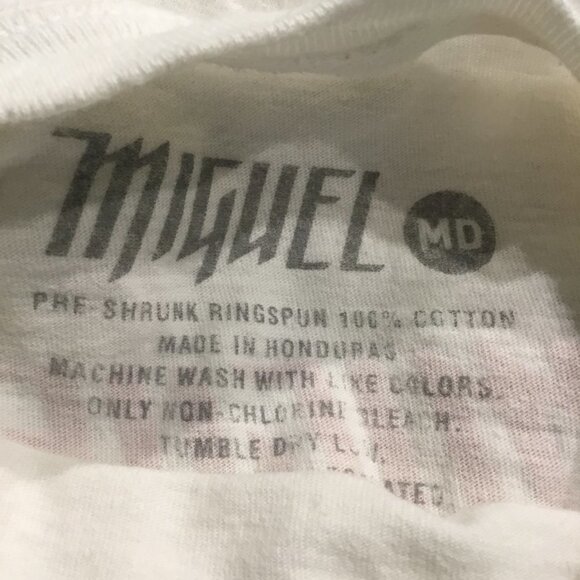 MIGUEL MD
PRE-SHRUNK RINGSPUN 100% COTTON
MADE IN HONDURAS
MACHINE WASH WITH LIKE COLORS.
ONLY NON-CHLORINE BLEACH.
TUMBLE DRY LOW.